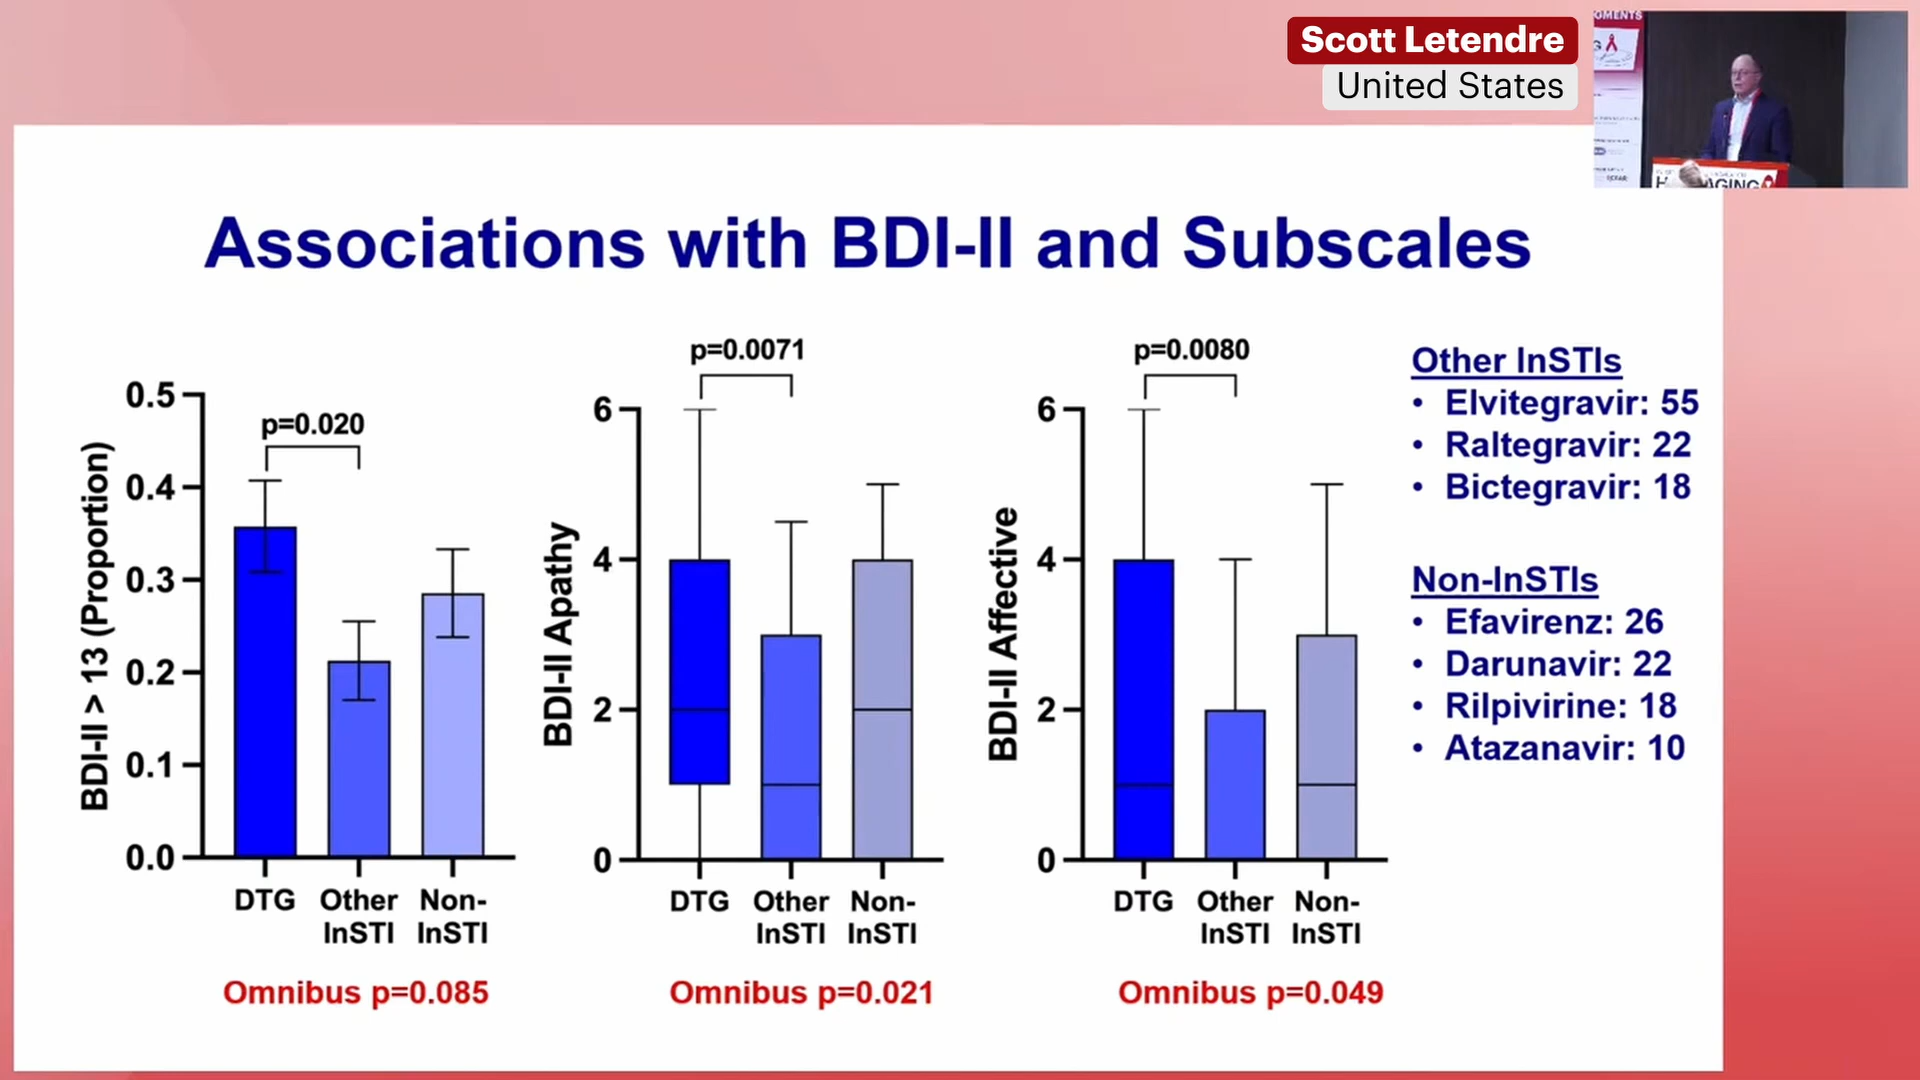 Scott Letendre
United States
OMENTS
AGING
Associations with BDI-II and Subscales
BDI-II > 13 (Proportion)
0.5
0.4
0.3
0.2
0.1
0.0
p=0.020
DTG
Other InSTI
Non-InSTI
Omnibus p=0.085
BDI-II Apathy
6
4
2
0
p=0.0071
DTG
Other InSTI
Non-InSTI
Omnibus p=0.021
BDI-II Affective
6
4
2
0
p=0.0080
DTG
Other InSTI
Non-InSTI
Omnibus p=0.049
Other InSTIs
• Elvitegravir: 55
• Raltegravir: 22
• Bictegravir: 18
Non-InSTIs
• Efavirenz: 26
• Darunavir: 22
• Rilpivirine: 18
• Atazanavir: 10